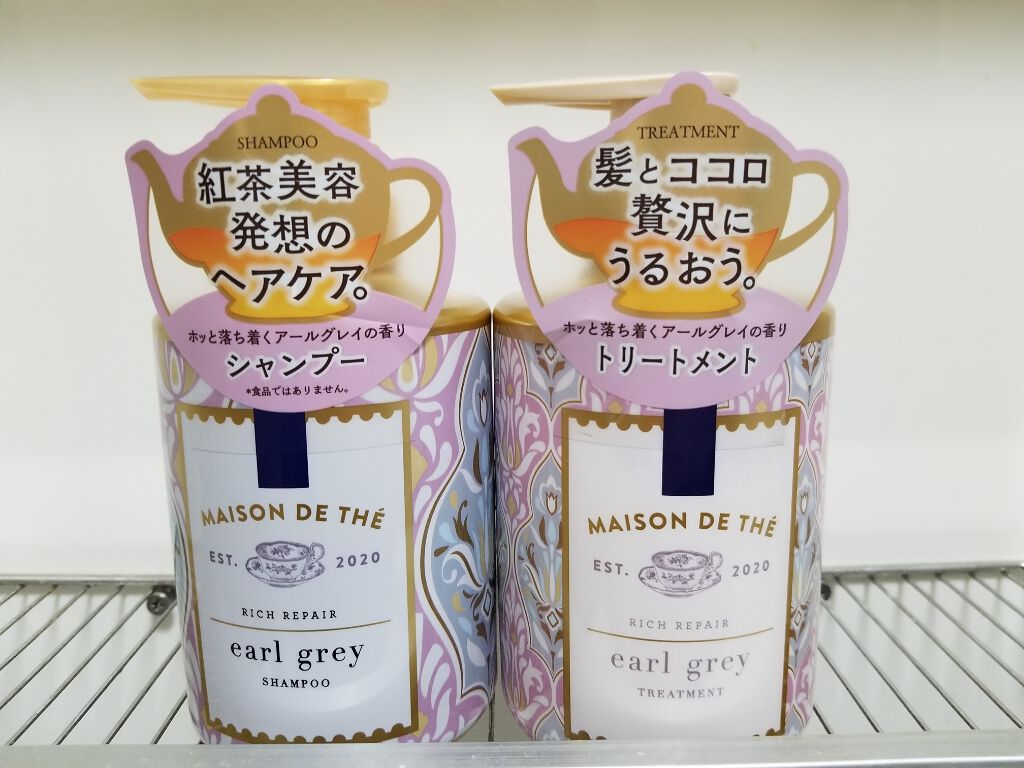 SHAMPOO
紅茶美容
発想の
ヘアケア。
ホッと落ち着くアールグレイの香り
シャンプー
*食品ではありません。
MAISON DE THÉ
EST. 2020
RICH REPAIR
earl grey
SHAMPOO
TREATMENT
髪とココロ
贅沢に
うるおう。
ホッと落ち着くアールグレイの香り
トリートメント
MAISON DE THÉ
EST. 2020
RICH REPAIR
earl grey
TREATMENT